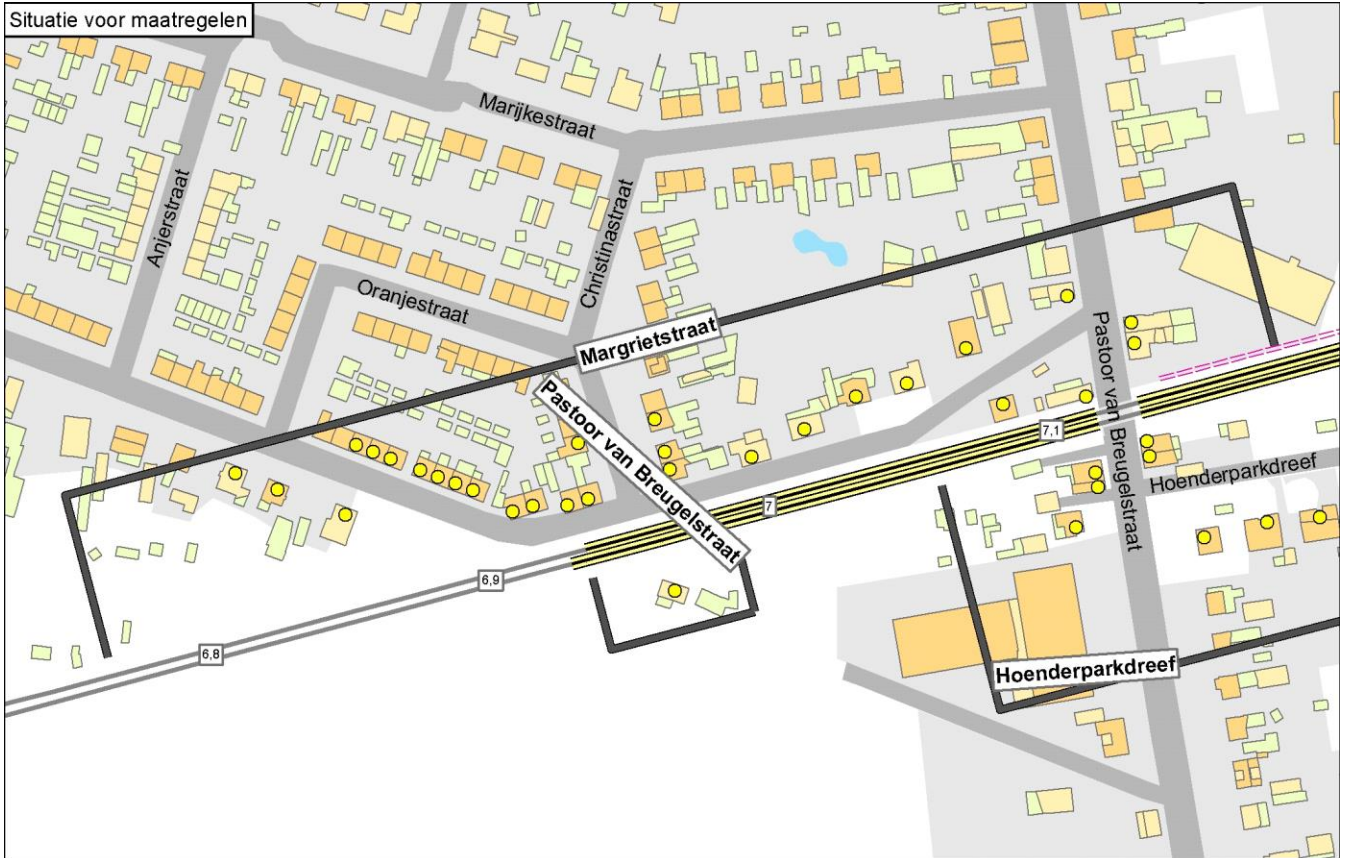 Situatie voor maatregelen
Marijkestraat
Anjerstraat
Christinastraat
Oranjestraat
Margrietstraat
Pastoor van Breugelstraat
Pastoor van Breugelstraat
7,1
Hoenderparkdreef
7
6,9
6,8
Hoenderparkdreef